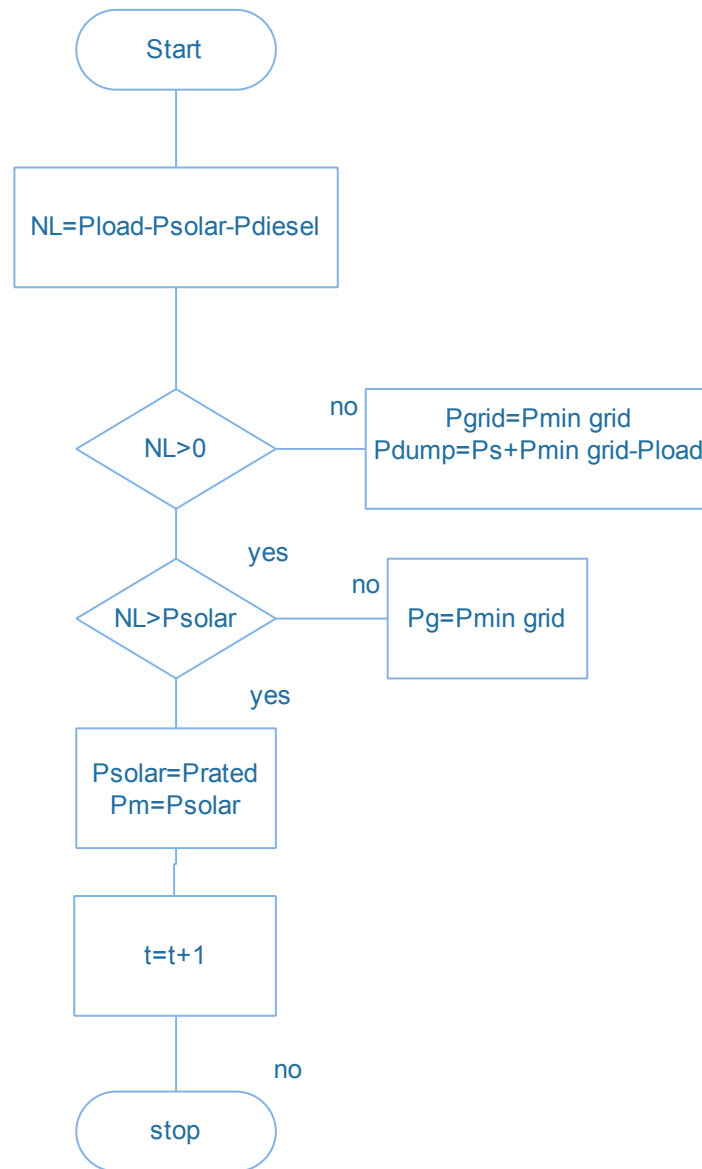 Start
NL=Pload-Psolar-Pdiesel
NL>0
no
Pgrid=Pmin grid
Pdump=Ps+Pmin grid-Pload
yes
NL>Psolar
no
Pg=Pmin grid
yes
Psolar=Prated
Pm=Psolar
t=t+1
no
stop